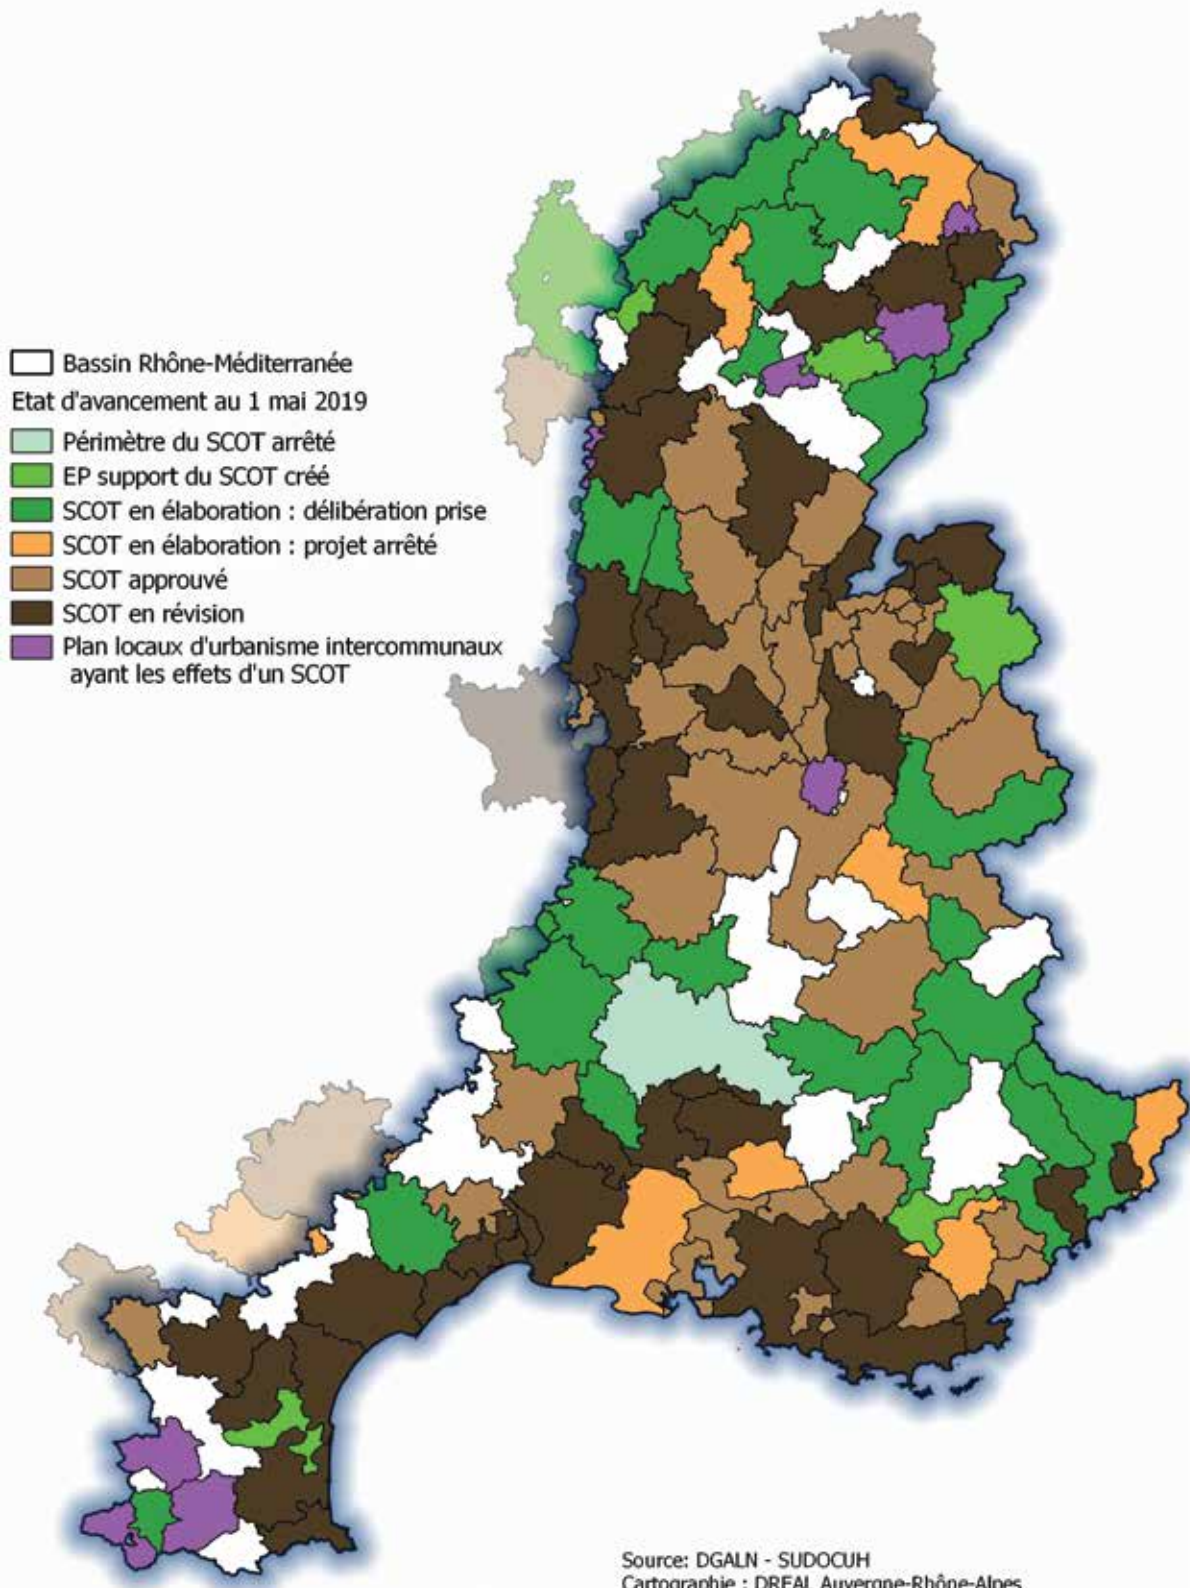 Bassin Rhône-Méditerranée
Etat d'avancement au 1 mai 2019
Périmètre du SCOT arrêté
EP support du SCOT créé
SCOT en élaboration : délibération prise
SCOT en élaboration : projet arrêté
SCOT approuvé
SCOT en révision
Plan locaux d'urbanisme intercommunaux
ayant les effets d'un SCOT
Source: DGALN - SUDOCUH
Cartographie : DREAL Auvergne-Rhône-Alpes